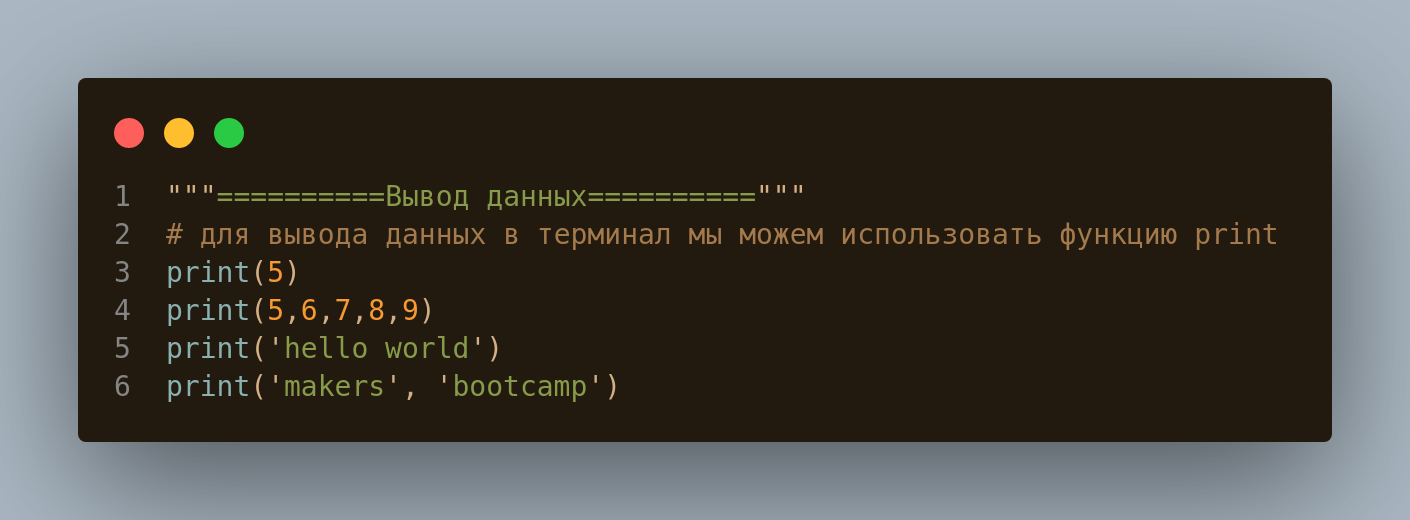 1 """==========Вывод данных=========="""
2 # для вывода данных в терминал мы можем использовать функцию print
3 print(5)
4 print(5,6,7,8,9)
5 print('hello world')
6 print('makers', 'bootcamp')